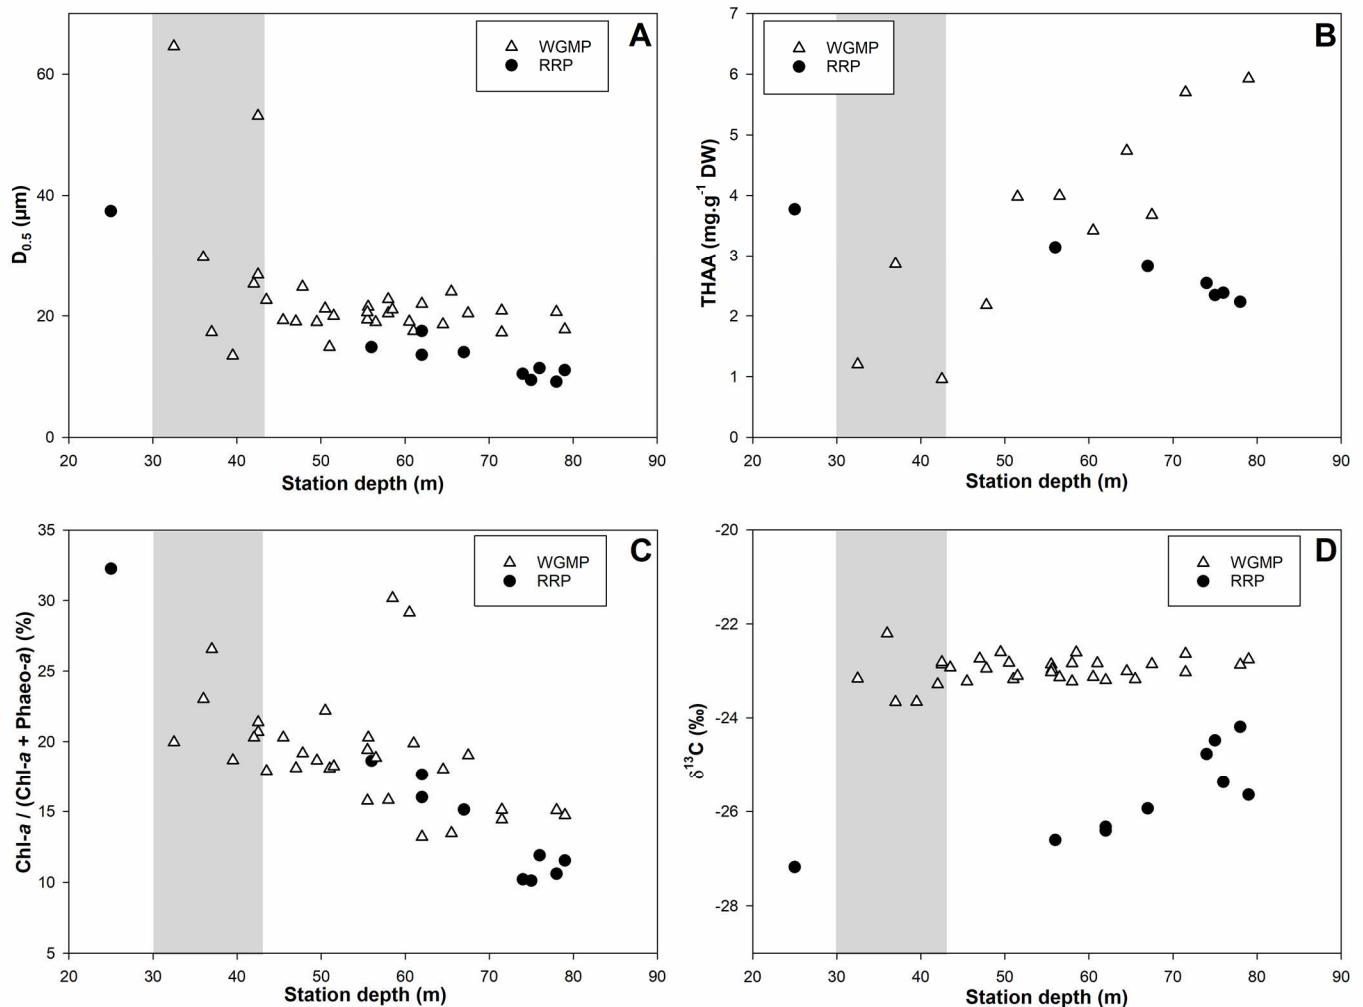 A
WGMP
RRP
60
40
20
0
D0.5 (µm)
20 30 40 50 60 70 80 90
Station depth (m)
B
WGMP
RRP
7
6
5
4
3
2
1
0
THAA (mg.g-1 DW)
20 30 40 50 60 70 80 90
Station depth (m)
C
WGMP
RRP
35
30
25
20
15
10
5
Chl-a / (Chl-a + Phaeo-a) (%)
20 30 40 50 60 70 80 90
Station depth (m)
D
WGMP
RRP
-20
-22
-24
-26
-28
δ13C (‰)
20 30 40 50 60 70 80 90
Station depth (m)